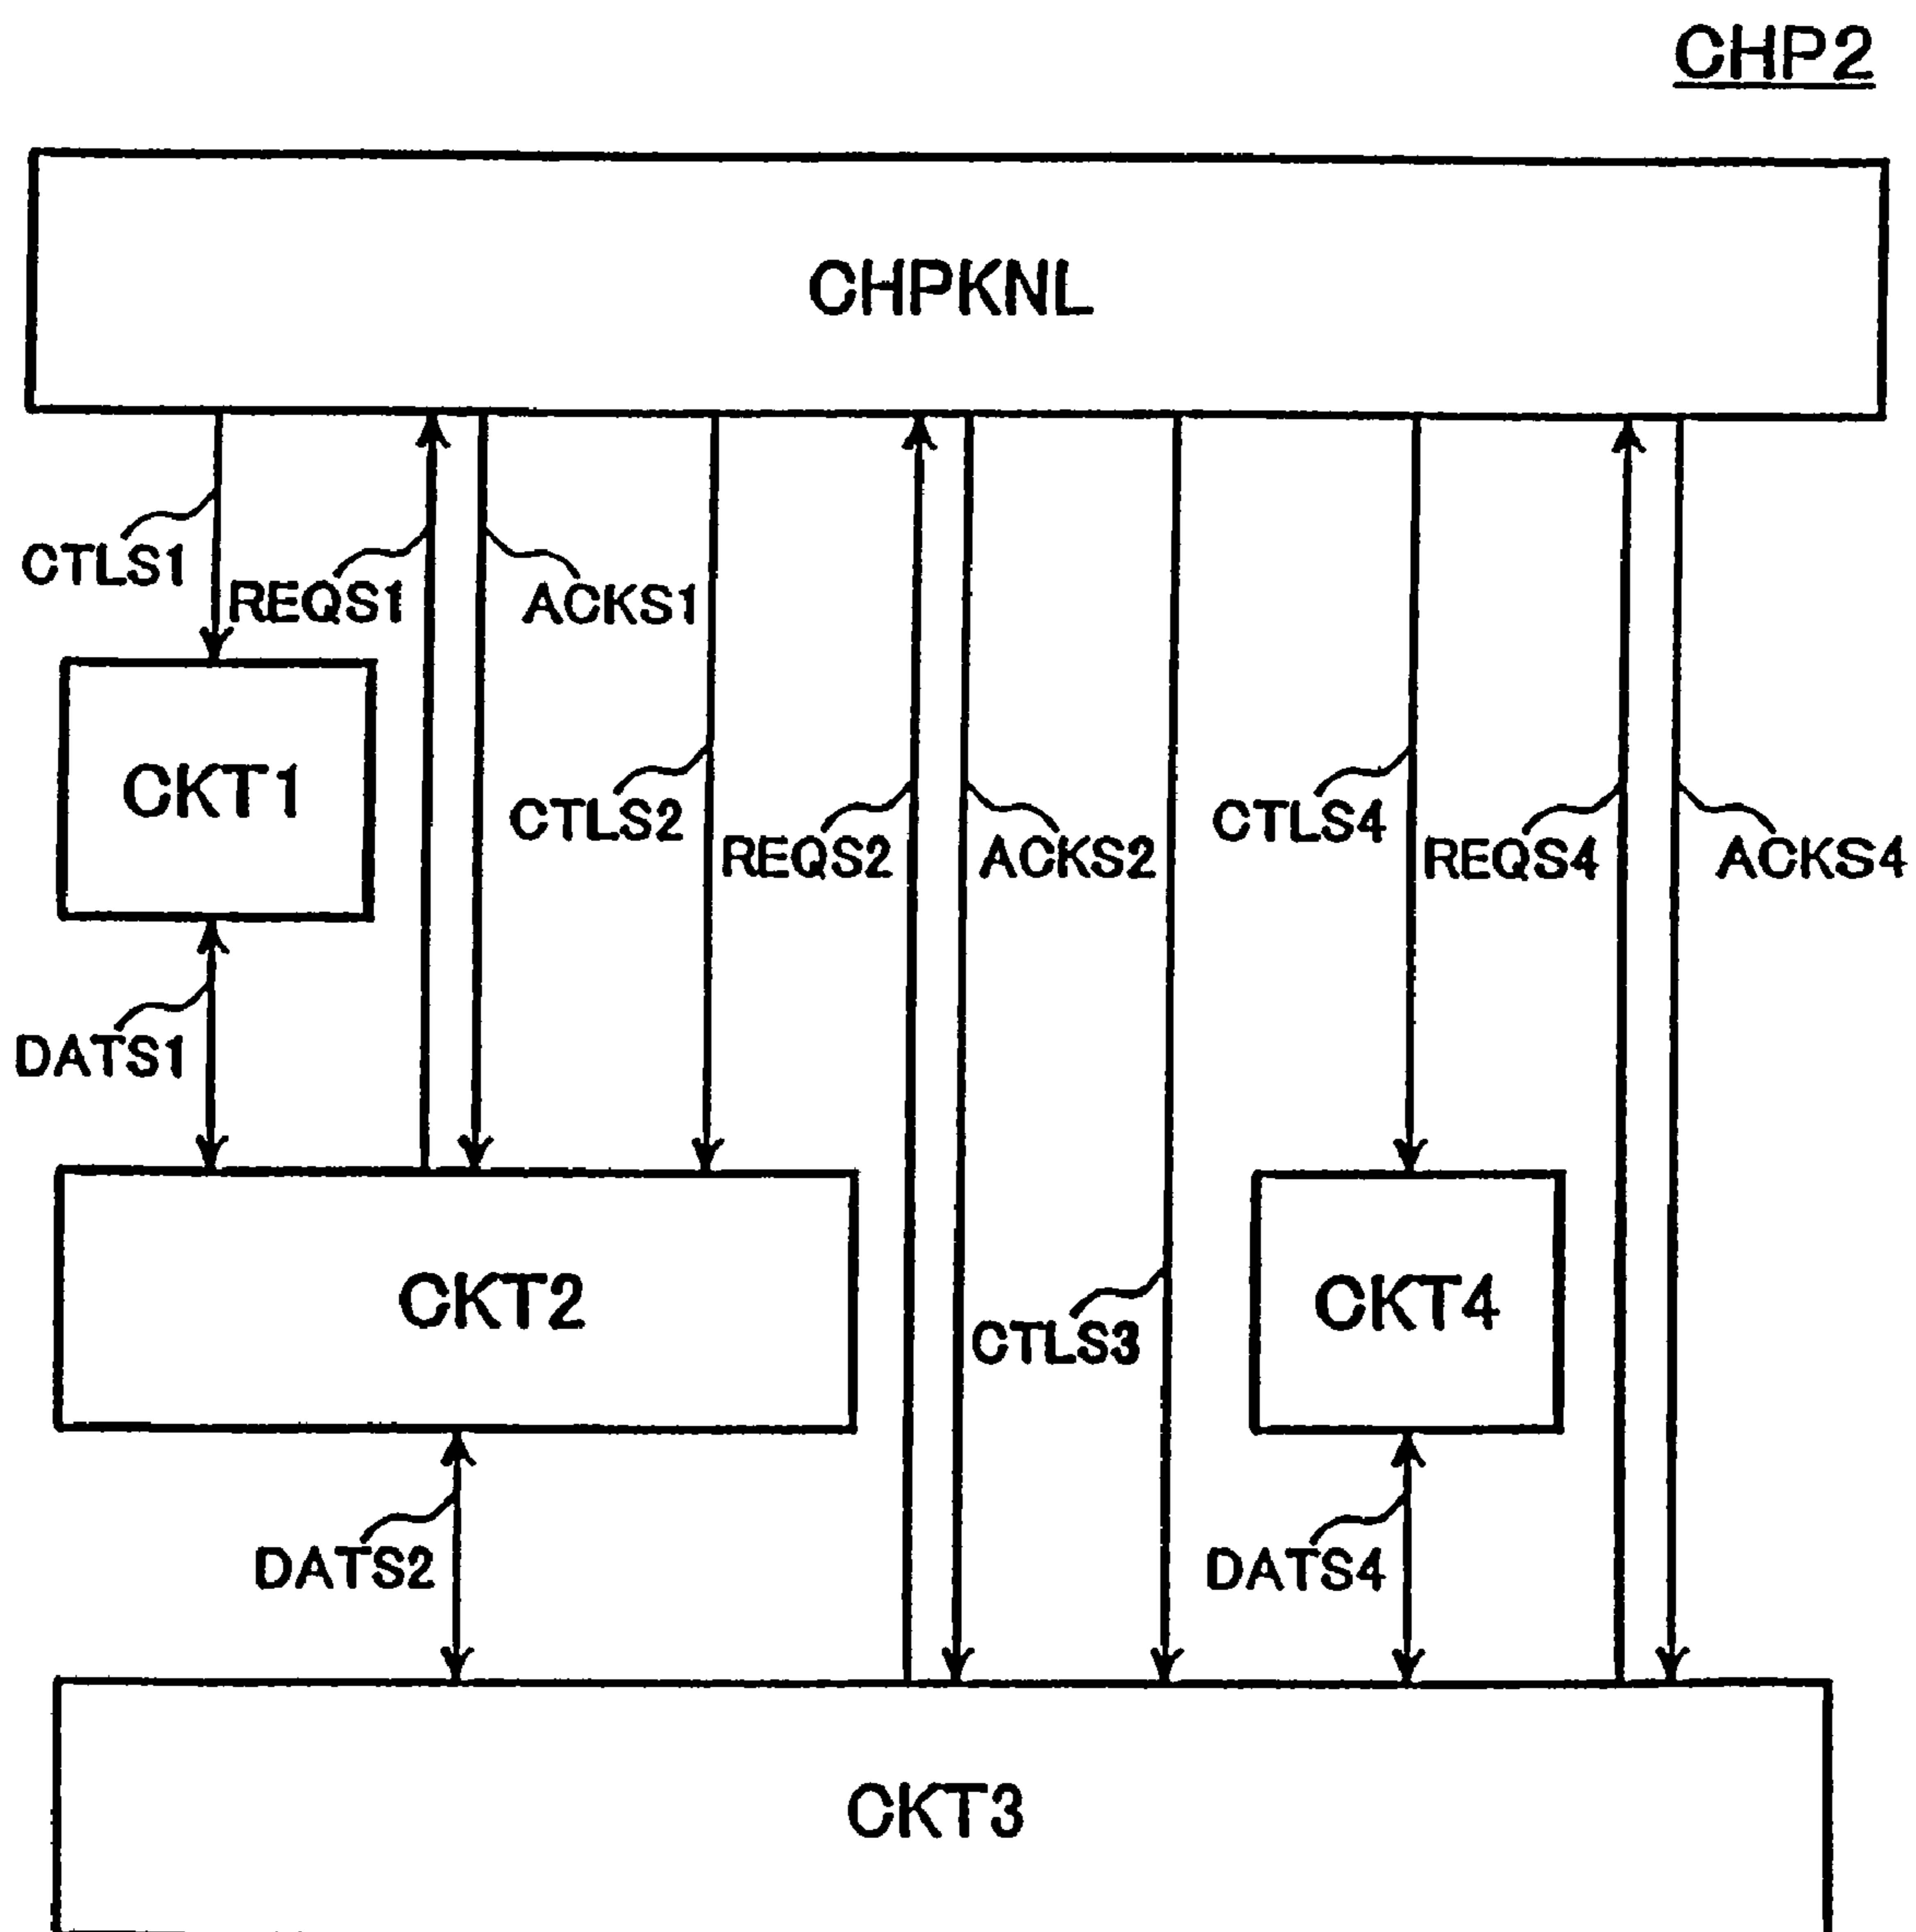 CHP2
CHPKNL
CTLS1
REQS1
ACKS1
CKT1
CTLS2
REQS2
ACKS2
CTLS4
REQS4
ACKS4
DATS1
CKT2
CTLS3
CKT4
DATS2
DATS4
CKT3